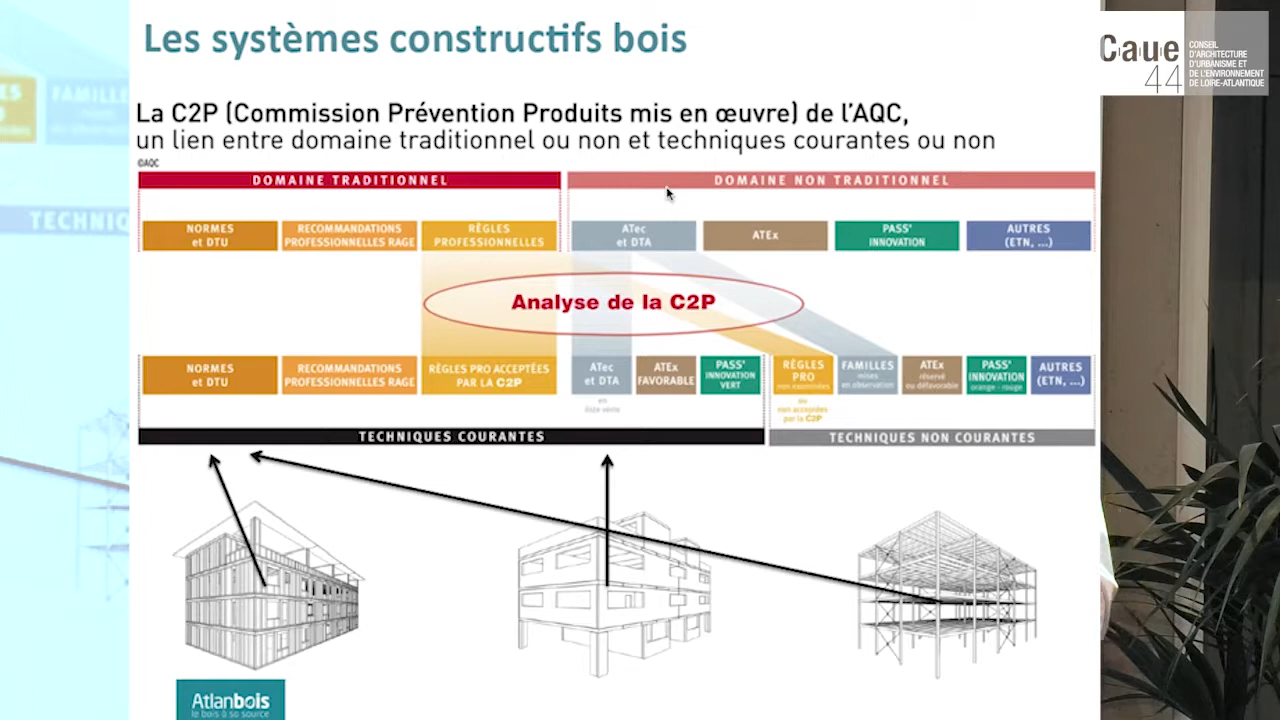 Les systèmes constructifs bois
Caue
44
CONSEIL
D'ARCHITECTURE
D'URBANISME ET
DE L'ENVIRONNEMENT
DE LOIRE-ATLANTIQUE
La C2P (Commission Prévention Produits mis en œuvre) de l'AQC,
un lien entre domaine traditionnel ou non et techniques courantes ou non
©AQC
DOMAINE TRADITIONNEL
DOMAINE NON TRADITIONNEL
NORMES
et DTU
RECOMMANDATIONS
PROFESSIONNELLES RAGE
RÈGLES
PROFESSIONNELLES
ATec
et DTA
ATEx
PASS'
INNOVATION
AUTRES
(ETN, ...)
Analyse de la C2P
NORMES
et DTU
RECOMMANDATIONS
PROFESSIONNELLES RAGE
RÈGLES PRO ACCEPTÉES
PAR LA C2P
ATec
et DTA
en
liste verte
ATEx
FAVORABLE
PASS'
INNOVATION
VERT
RÈGLES
PRO
non examinées
ou
non acceptées
par la C2P
FAMILLES
mises
en observation
ATEx
réservé
ou défavorable
PASS'
INNOVATION
orange - rouge
AUTRES
(ETN, ...)
TECHNIQUES COURANTES
TECHNIQUES NON COURANTES
Atlanbois
le bois à sa source
ES
FAMILLE
TECHNIQ